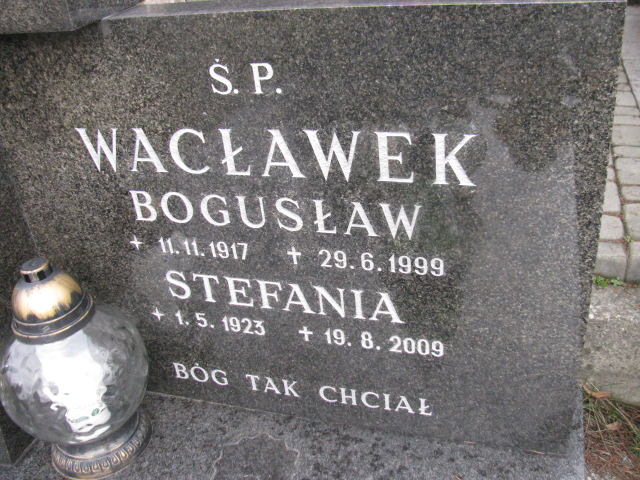 Ś. P.
WACŁAWEK
BOGUSŁAW
+ 11.11.1917 + 29.6.1999
STEFANIA
+ 1.5.1923 + 19.8.2009
BÓG TAK CHCIAŁ